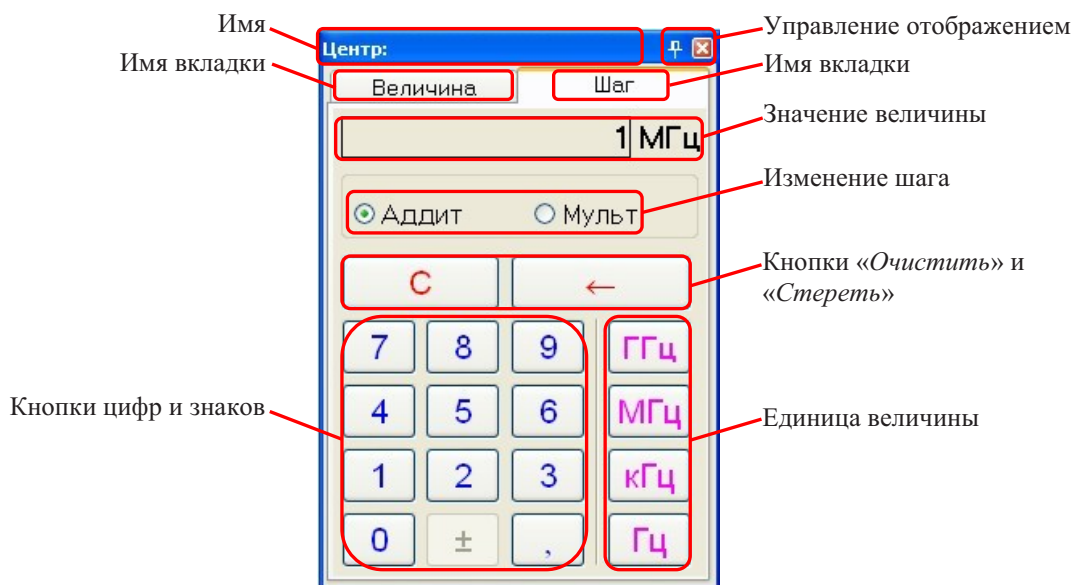 Имя
Управление отображением
Центр:
Имя вкладки
Имя вкладки
Величина
Шаг
Значение величины
1 МГц
Изменение шага
Аддит
Мульт
Кнопки «Очистить» и
«Стереть»
С ←
7 8 9 ГГц
Кнопки цифр и знаков
4 5 6 МГц
Единица величины
1 2 3 кГц
0 ± , Гц